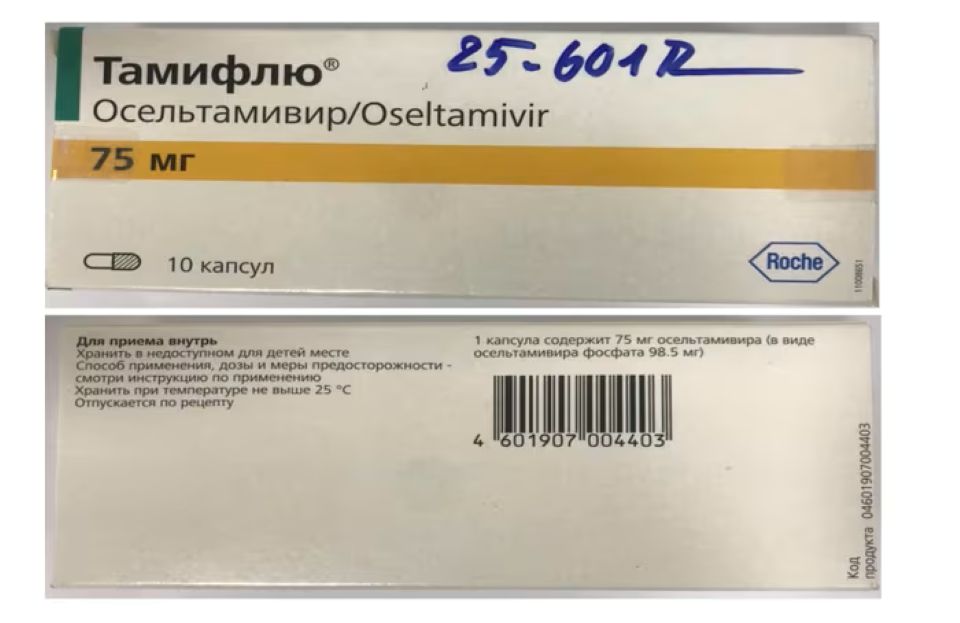 25-601R
Тамифлю®
Осельтамивир/Oseltamivir
75 мг
10 капсул
Roche
11008651
Для приема внутрь
Хранить в недоступном для детей месте
Способ применения, дозы и меры предосторожности -
смотри инструкцию по применению
Хранить при температуре не выше 25 °C
Отпускается по рецепту
1 капсула содержит 75 мг осельтамивира (в виде
осельтамивира фосфата 98.5 мг)
4 601907 004403
Код
продукта 04601907004403